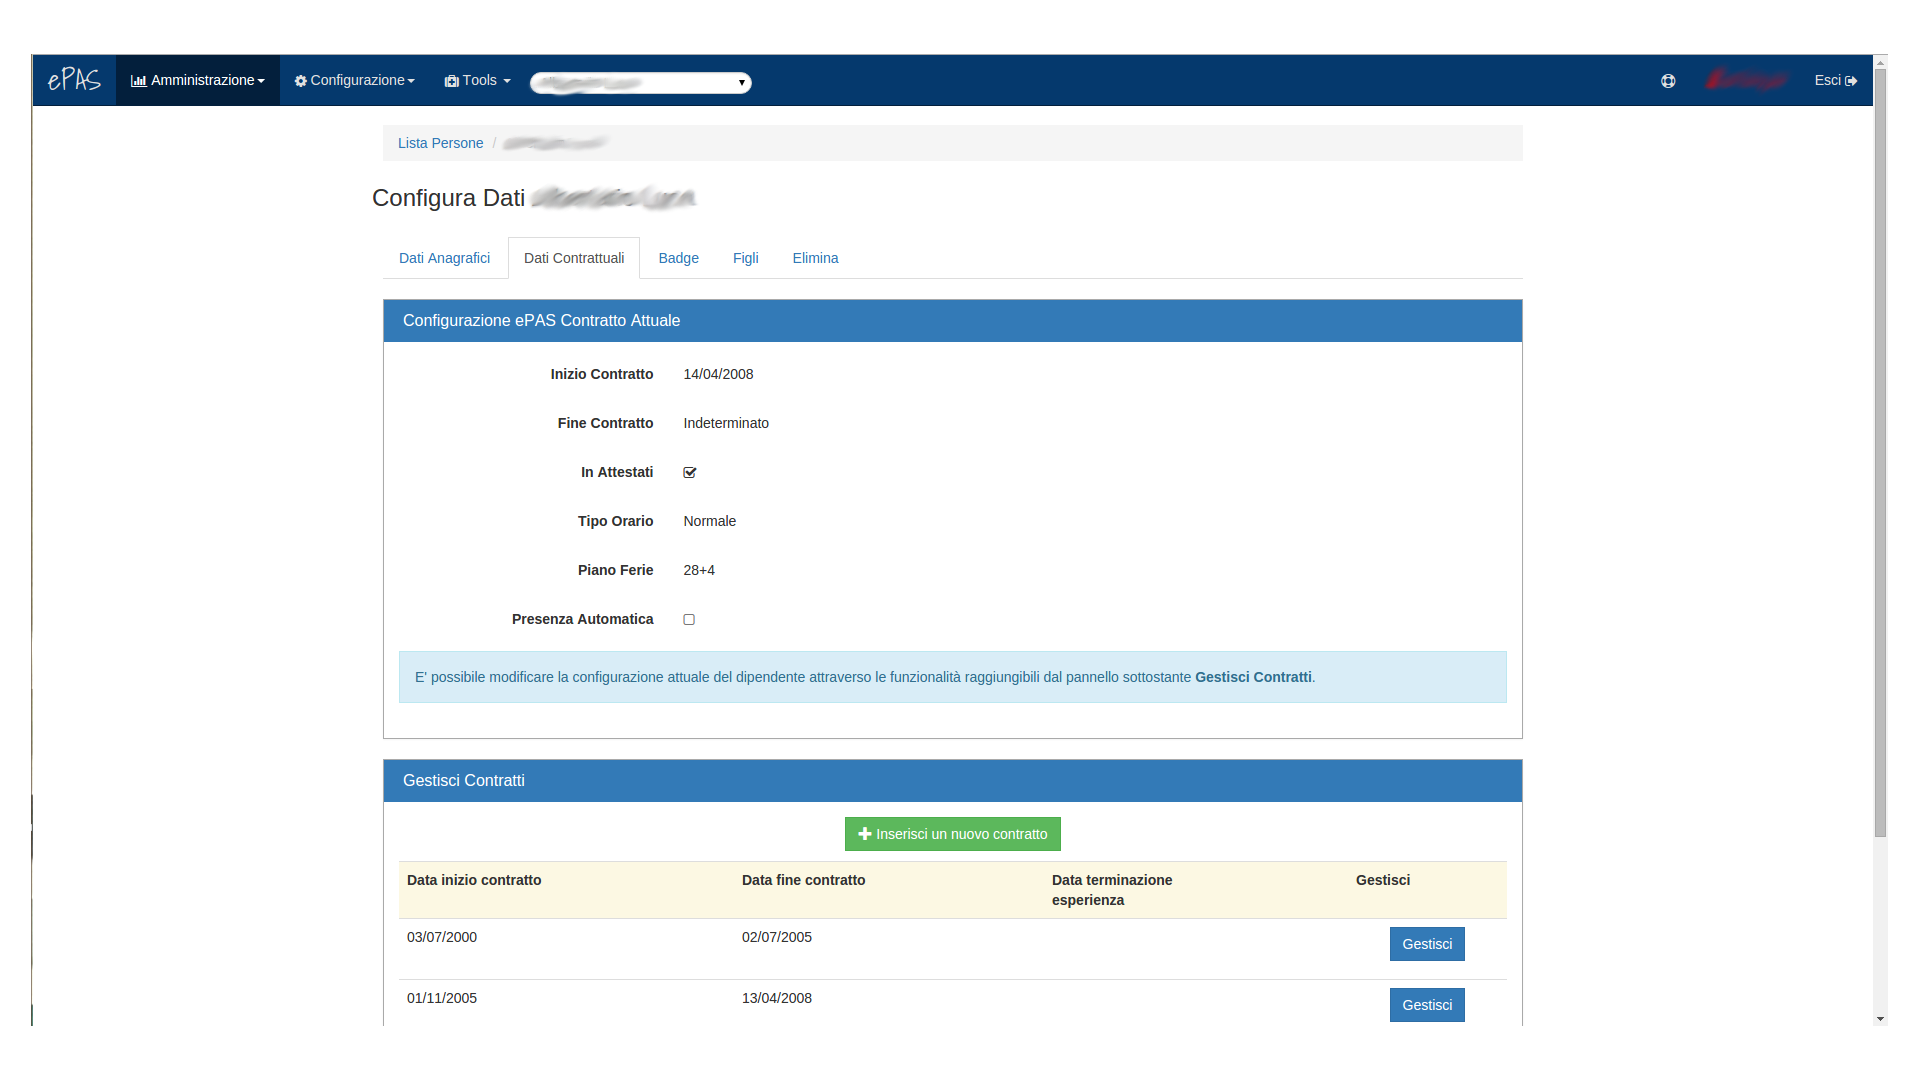 ePAS Amministrazione Configurazione Tools Esci
Lista Persone /
Configura Dati
Dati Anagrafici Dati Contrattuali Badge Figli Elimina
Configurazione ePAS Contratto Attuale
Inizio Contratto 14/04/2008
Fine Contratto Indeterminato
In Attestati
Tipo Orario Normale
Piano Ferie 28+4
Presenza Automatica
E' possibile modificare la configurazione attuale del dipendente attraverso le funzionalità raggiungibili dal pannello sottostante Gestisci Contratti.
Gestisci Contratti
Inserisci un nuovo contratto
Data inizio contratto Data fine contratto Data terminazione esperienza Gestisci
03/07/2000 02/07/2005 Gestisci
01/11/2005 13/04/2008 Gestisci